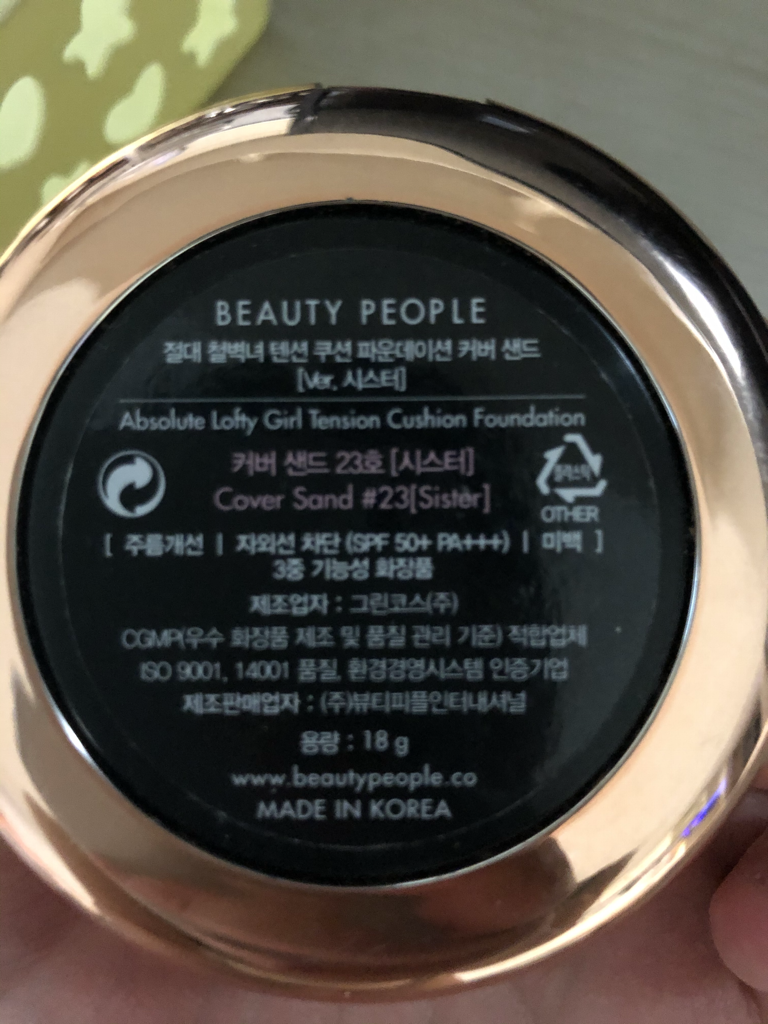 BEAUTY PEOPLE
절대 철벽녀 텐션 쿠션 파운데이션 커버 샌드
[Ver. 시스터]
Absolute Lofty Girl Tension Cushion Foundation
커버 샌드 23호 [시스터]
Cover Sand #23[Sister]
플라스틱
OTHER
[ 주름개선 | 자외선 차단 (SPF 50+ PA+++) | 미백 ]
3중 기능성 화장품
제조업자 : 그린코스(주)
CGMP(우수 화장품 제조 및 품질 관리 기준) 적합업체
ISO 9001, 14001 품질, 환경경영시스템 인증기업
제조판매업자 : (주)뷰티피플인터내셔널
용량 : 18 g
www.beautypeople.co
MADE IN KOREA